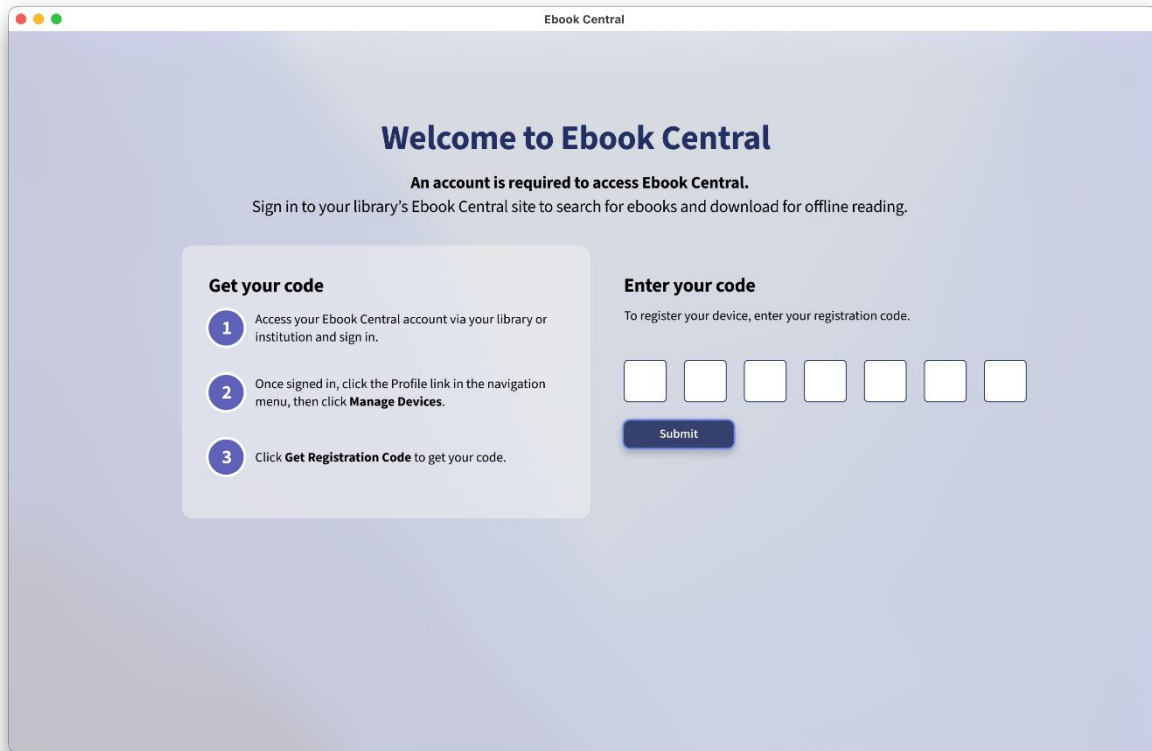 Ebook Central
Welcome to Ebook Central
An account is required to access Ebook Central.
Sign in to your library’s Ebook Central site to search for ebooks and download for offline reading.
Get your code
1
Access your Ebook Central account via your library or
institution and sign in.
2
Once signed in, click the Profile link in the navigation
menu, then click Manage Devices.
3
Click Get Registration Code to get your code.
Enter your code
To register your device, enter your registration code.
Submit